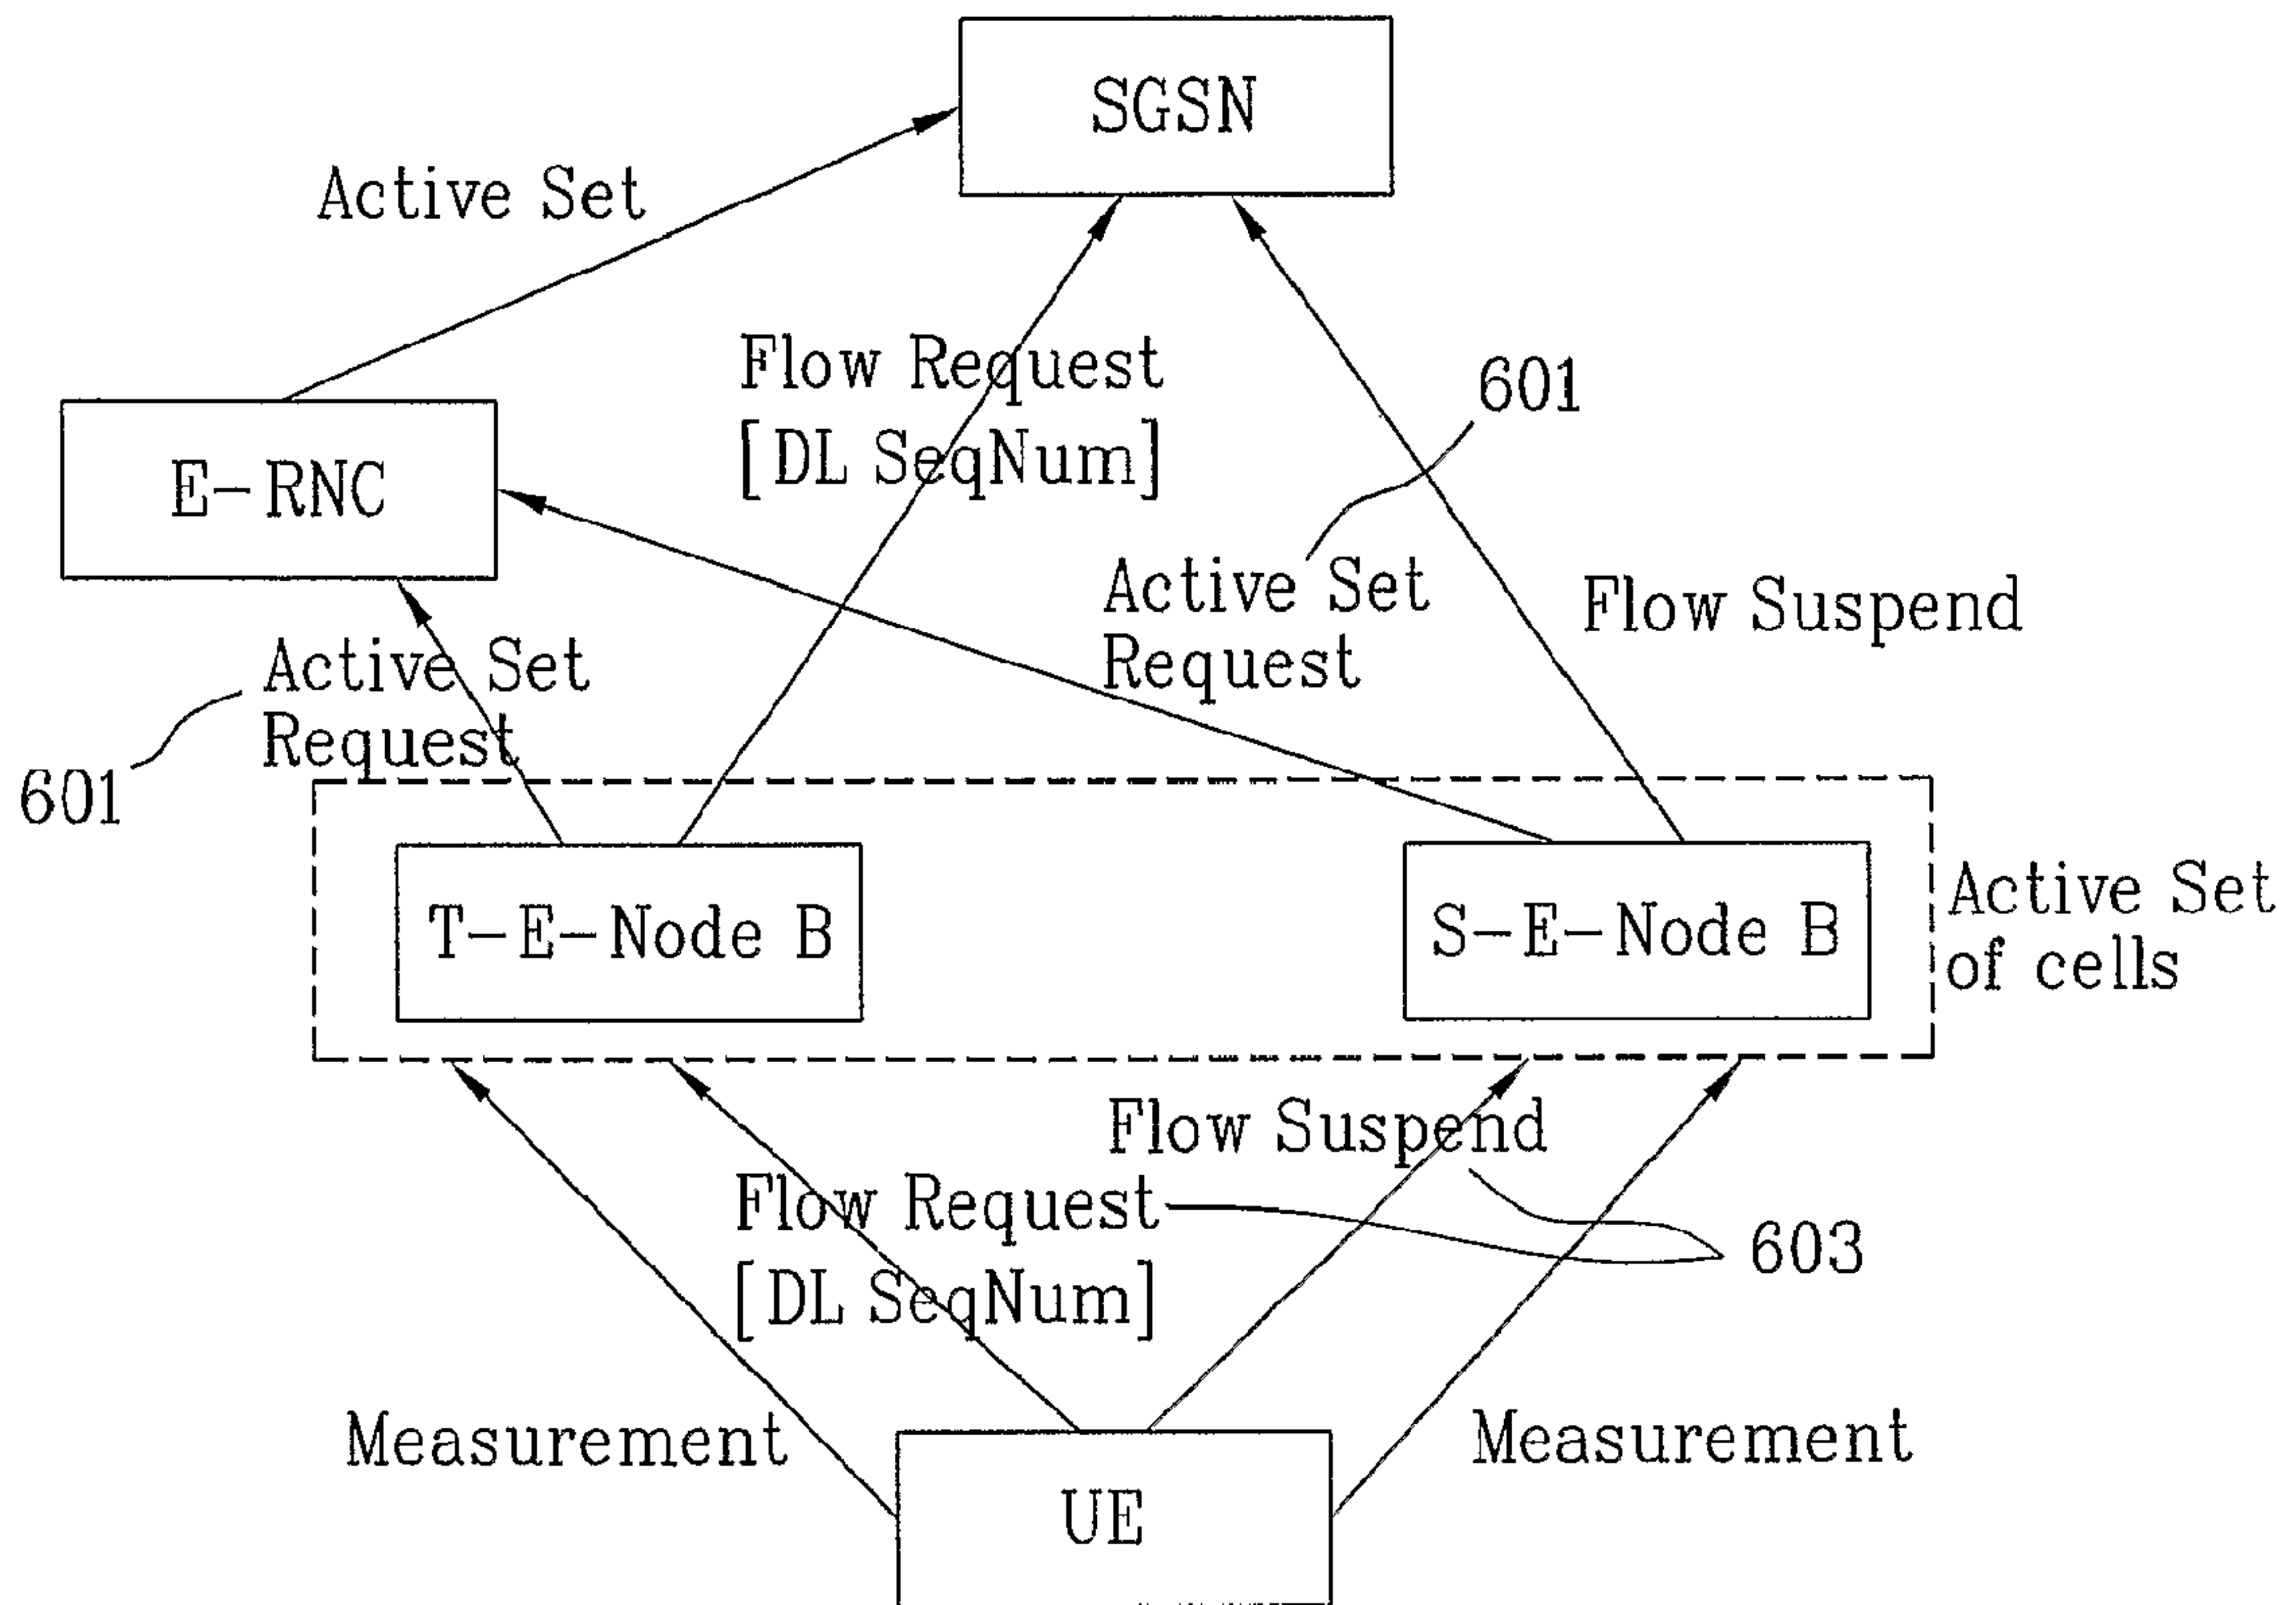 SGSN
Active Set
Flow Request
[DL SeqNum]
601
E-RNC
Active Set
Request
Flow Suspend
Active Set
Request
601
T-E-Node B
S-E-Node B
Active Set
of cells
Flow Suspend
Flow Request
[DL SeqNum]
603
Measurement
Measurement
UE